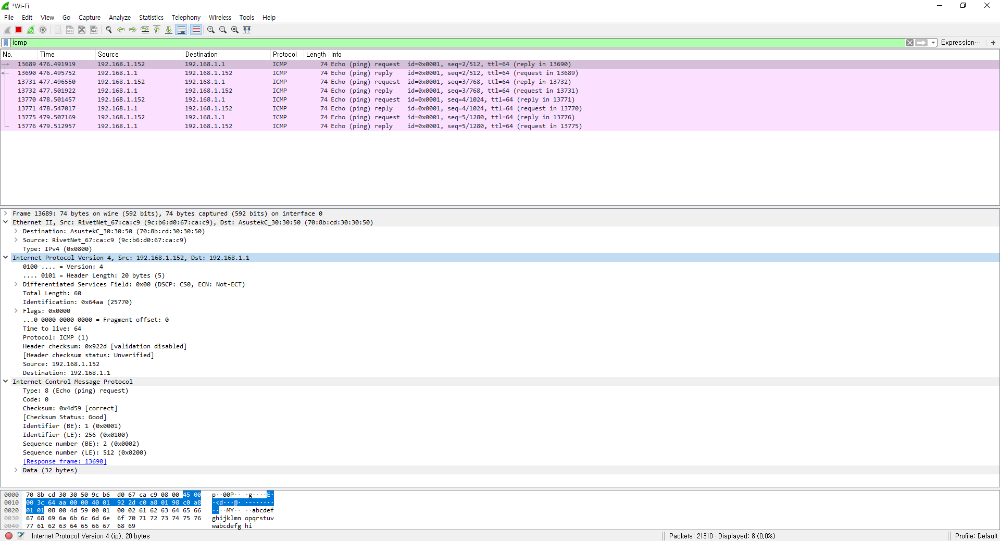 *Wi-Fi
File Edit View Go Capture Analyze Statistics Telephony Wireless Tools Help
icmp Expression… +
No. Time Source Destination Protocol Length Info
13689 476.491919 192.168.1.152 192.168.1.1 ICMP 74 Echo (ping) request id=0x0001, seq=2/512, ttl=64 (reply in 13690)
13690 476.495752 192.168.1.1 192.168.1.152 ICMP 74 Echo (ping) reply id=0x0001, seq=2/512, ttl=64 (request in 13689)
13731 477.496550 192.168.1.152 192.168.1.1 ICMP 74 Echo (ping) request id=0x0001, seq=3/768, ttl=64 (reply in 13732)
13732 477.501922 192.168.1.1 192.168.1.152 ICMP 74 Echo (ping) reply id=0x0001, seq=3/768, ttl=64 (request in 13731)
13770 478.501457 192.168.1.152 192.168.1.1 ICMP 74 Echo (ping) request id=0x0001, seq=4/1024, ttl=64 (reply in 13771)
13771 478.547017 192.168.1.1 192.168.1.152 ICMP 74 Echo (ping) reply id=0x0001, seq=4/1024, ttl=64 (request in 13770)
13775 479.507169 192.168.1.152 192.168.1.1 ICMP 74 Echo (ping) request id=0x0001, seq=5/1280, ttl=64 (reply in 13776)
13776 479.512957 192.168.1.1 192.168.1.152 ICMP 74 Echo (ping) reply id=0x0001, seq=5/1280, ttl=64 (request in 13775)
Frame 13689: 74 bytes on wire (592 bits), 74 bytes captured (592 bits) on interface 0
Ethernet II, Src: RivetNet_67:ca:c9 (9c:b6:d0:67:ca:c9), Dst: AsustekC_30:30:50 (70:8b:cd:30:30:50)
Destination: AsustekC_30:30:50 (70:8b:cd:30:30:50)
Source: RivetNet_67:ca:c9 (9c:b6:d0:67:ca:c9)
Type: IPv4 (0x0800)
Internet Protocol Version 4, Src: 192.168.1.152, Dst: 192.168.1.1
0100 .... = Version: 4
.... 0101 = Header Length: 20 bytes (5)
Differentiated Services Field: 0x00 (DSCP: CS0, ECN: Not-ECT)
Total Length: 60
Identification: 0x64aa (25770)
Flags: 0x0000
...0 0000 0000 0000 = Fragment offset: 0
Time to live: 64
Protocol: ICMP (1)
Header checksum: 0x922d [validation disabled]
[Header checksum status: Unverified]
Source: 192.168.1.152
Destination: 192.168.1.1
Internet Control Message Protocol
Type: 8 (Echo (ping) request)
Code: 0
Checksum: 0x4d59 [correct]
[Checksum Status: Good]
Identifier (BE): 1 (0x0001)
Identifier (LE): 256 (0x0100)
Sequence number (BE): 2 (0x0002)
Sequence number (LE): 512 (0x0200)
[Response frame: 13690]
Data (32 bytes)
0000 70 8b cd 30 30 50 9c b6 d0 67 ca c9 08 00 45 00 p··00P·· ·g····E·
0010 00 3c 64 aa 00 00 40 01 92 2d c0 a8 01 98 c0 a8 ·<d···@· ·-······
0020 01 01 08 00 4d 59 00 01 00 02 61 62 63 64 65 66 ····MY·· ··abcdef
0030 67 68 69 6a 6b 6c 6d 6e 6f 70 71 72 73 74 75 76 ghijklmn opqrstuv
0040 77 61 62 63 64 65 66 67 68 69 wabcdefg hi
Internet Protocol Version 4 (ip), 20 bytes Packets: 21310 · Displayed: 8 (0,0%) Profile: Default